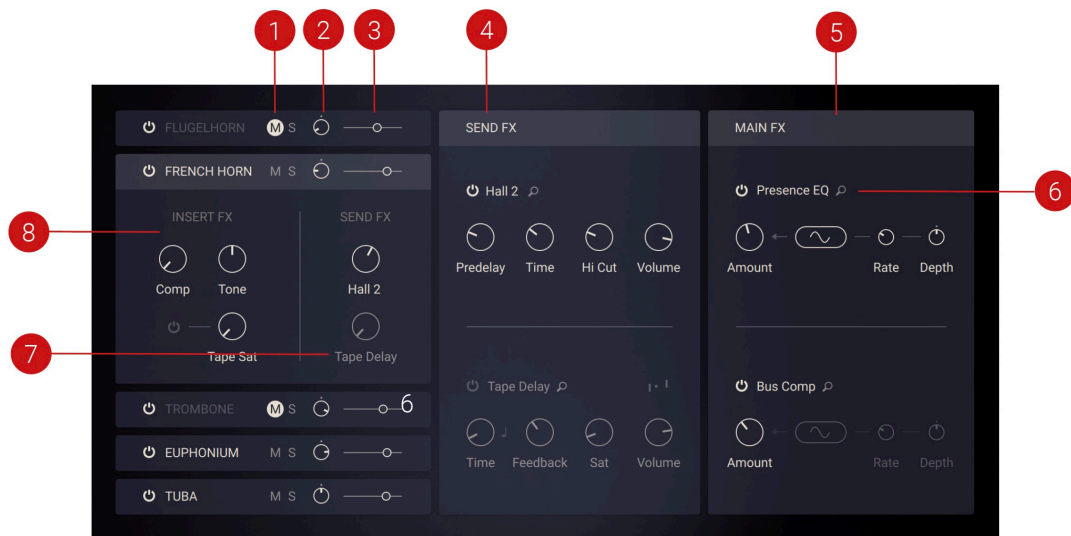 1 2 3 4 5
FLUGELHORN M S
FRENCH HORN M S
INSERT FX SEND FX
8
Comp Tone Hall 2
7
Tape Sat Tape Delay
TROMBONE M S 6
EUPHONIUM M S
TUBA M S
SEND FX
Hall 2
Predelay Time Hi Cut Volume
Tape Delay
Time Feedback Sat Volume
MAIN FX
Presence EQ 6
Amount Rate Depth
Bus Comp
Amount Rate Depth